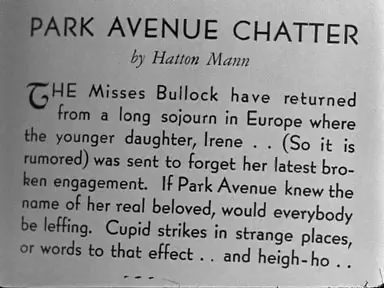 PARK AVENUE CHATTER
by Hatton Mann
THE Misses Bullock have returned
from a long sojourn in Europe where
the younger daughter, Irene . . (So it is
rumored) was sent to forget her latest bro-
ken engagement. If Park Avenue knew the
name of her real beloved, would everybody
be leffing. Cupid strikes in strange places,
or words to that effect . . and heigh-ho . .
- - - -